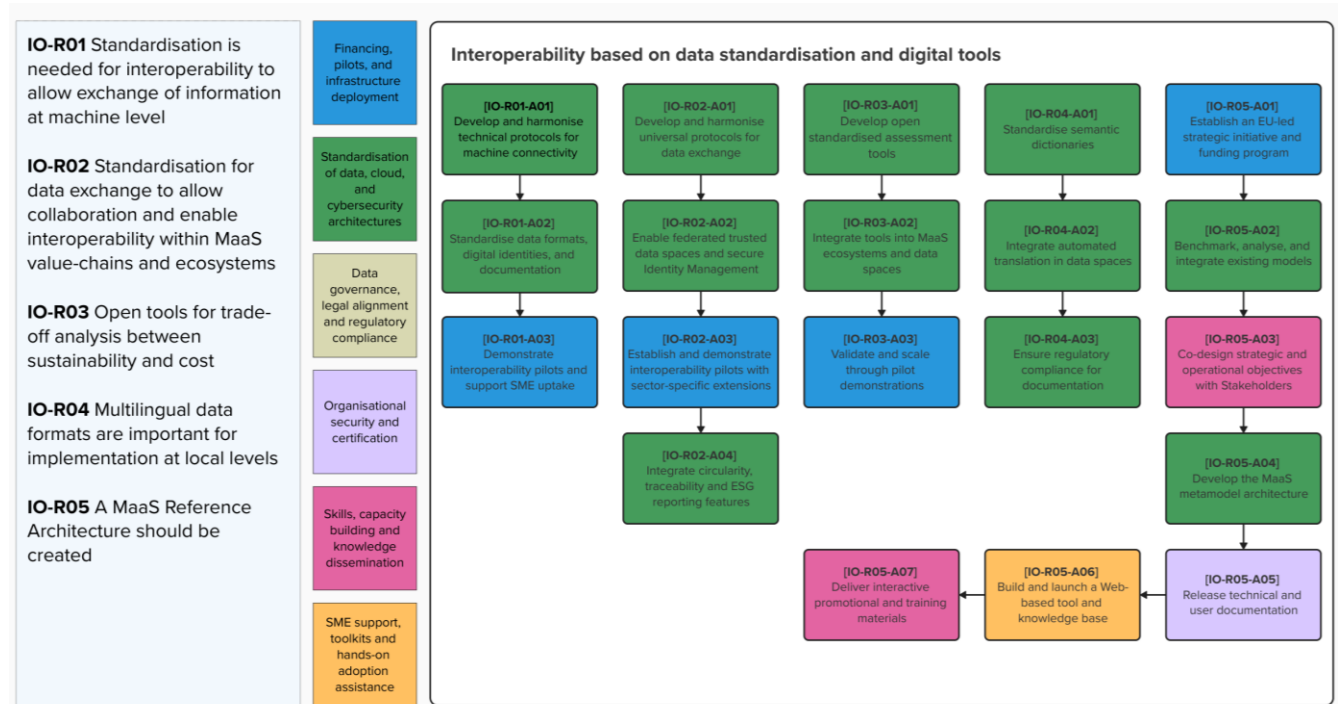 IO-R01 Standardisation is
needed for interoperability to
allow exchange of information
at machine level
IO-R02 Standardisation for
data exchange to allow
collaboration and enable
interoperability within MaaS
value-chains and ecosystems
IO-R03 Open tools for trade-
off analysis between
sustainability and cost
IO-R04 Multilingual data
formats are important for
implementation at local levels
IO-R05 A MaaS Reference
Architecture should be
created
Financing,
pilots, and
infrastructure
deployment
Standardisation
of data, cloud,
and
cybersecurity
architectures
Data
governance,
legal alignment
and regulatory
compliance
Organisational
security and
certification
Skills, capacity
building and
knowledge
dissemination
SME support,
toolkits and
hands-on
adoption
assistance
Interoperability based on data standardisation and digital tools
[IO-R01-A01]
Develop and harmonise
technical protocols for
machine connectivity
[IO-R02-A01]
Develop and harmonise
universal protocols for
data exchange
[IO-R03-A01]
Develop open
standardised assessment
tools
[IO-R04-A01]
Standardise semantic
dictionaries
[IO-R05-A01]
Establish an EU-led
strategic initiative and
funding program
[IO-R01-A02]
Standardise data formats,
digital identities, and
documentation
[IO-R02-A02]
Enable federated trusted
data spaces and secure
Identity Management
[IO-R03-A02]
Integrate tools into MaaS
ecosystems and data
spaces
[IO-R04-A02]
Integrate automated
translation in data spaces
[IO-R05-A02]
Benchmark, analyse, and
integrate existing models
[IO-R01-A03]
Demonstrate
interoperability pilots and
support SME uptake
[IO-R02-A03]
Establish and demonstrate
interoperability pilots with
sector-specific extensions
[IO-R03-A03]
Validate and scale
through pilot
demonstrations
[IO-R04-A03]
Ensure regulatory
compliance for
documentation
[IO-R05-A03]
Co-design strategic and
operational objectives
with Stakeholders
[IO-R02-A04]
Integrate circularity,
traceability and ESG
reporting features
[IO-R05-A04]
Develop the MaaS
metamodel architecture
[IO-R05-A07]
Deliver interactive
promotional and training
materials
[IO-R05-A06]
Build and launch a Web-
based tool and
knowledge base
[IO-R05-A05]
Release technical and
user documentation